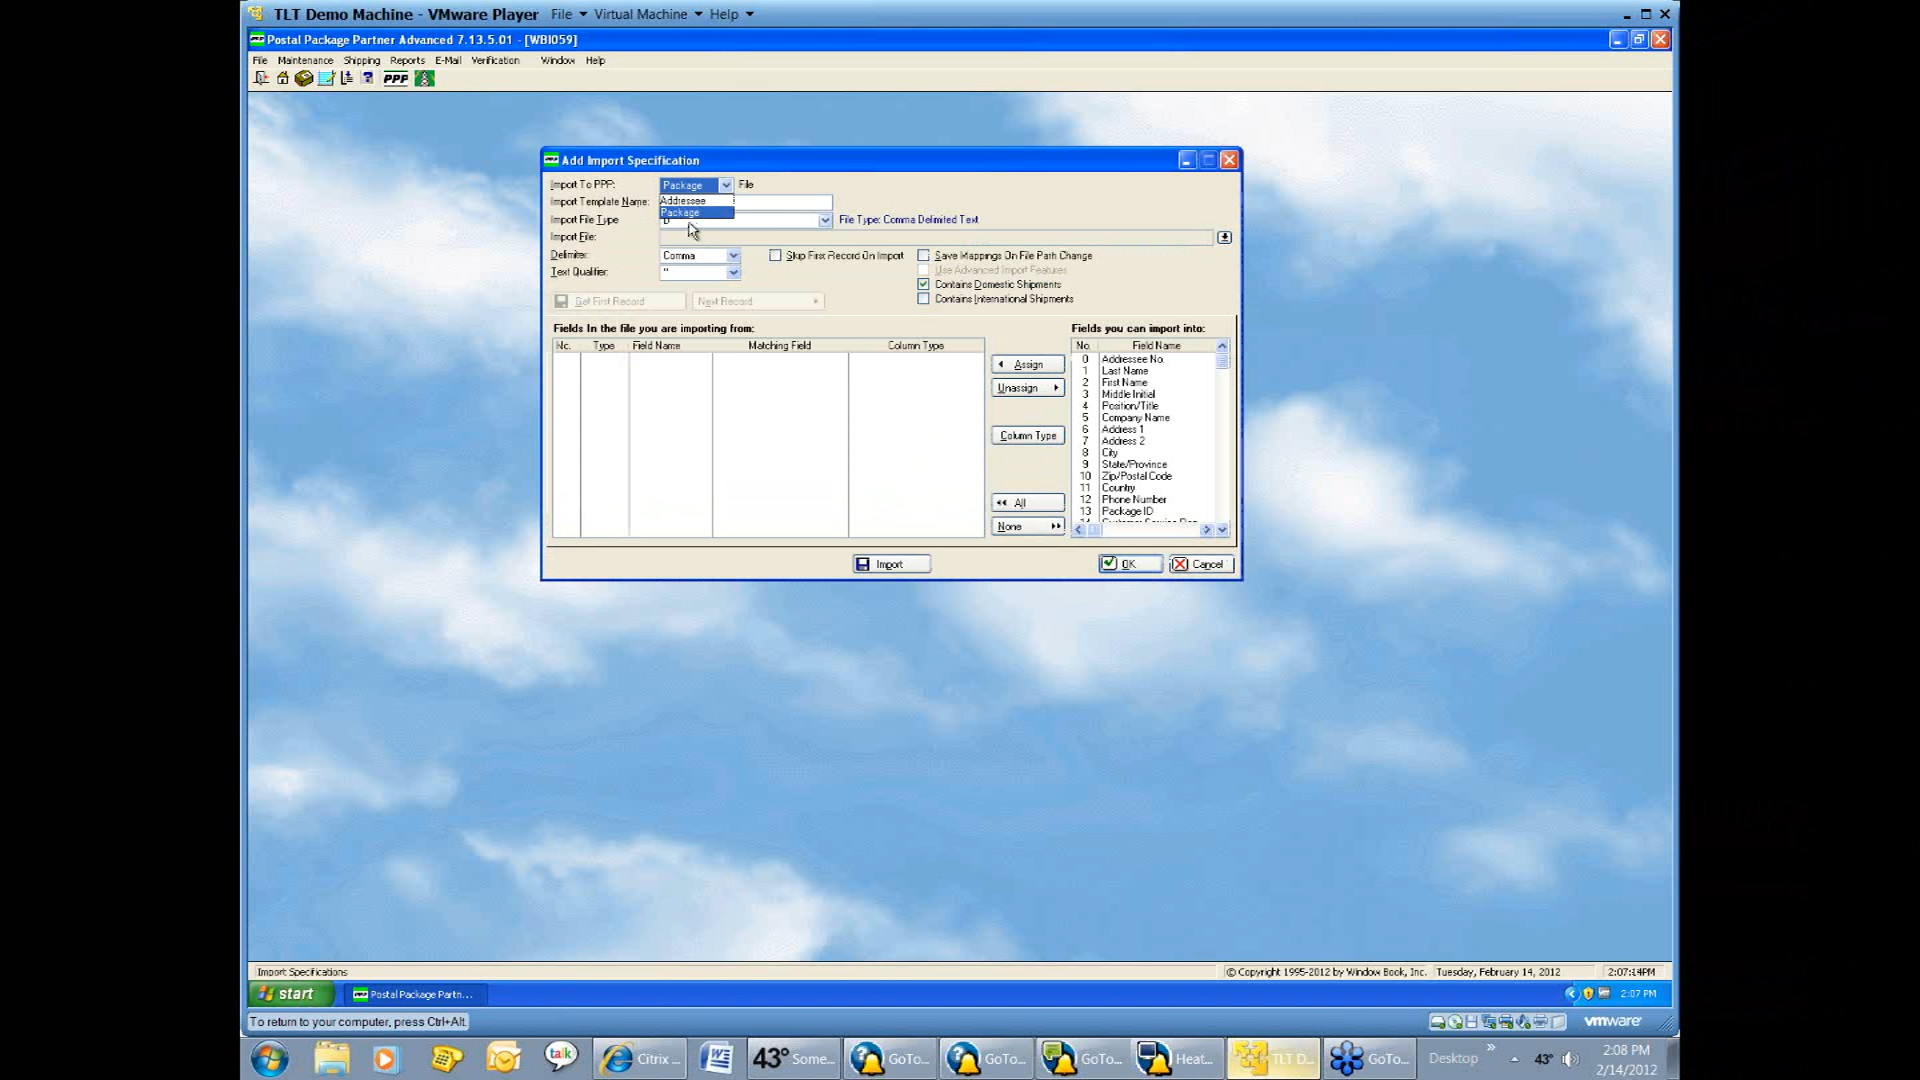 TLT Demo Machine - VMware Player File Virtual Machine Help
Postal Package Partner Advanced 7.13.5.01 - [WBI059]
File Maintenance Shipping Reports E-Mail Verification Window Help
PPP
Add Import Specification
Import To PPP: Package File
Addressee
Package
Import Template Name:
Import File Type File Type: Comma Delimited Text
Import File:
Delimiter: Comma Skip First Record On Import Save Mappings On File Path Change
Use Advanced Import Features
Text Qualifier: "
Contains Domestic Shipments
Contains International Shipments
Get First Record Next Record
Fields In the file you are importing from: Fields you can import into:
No. Type Field Name Matching Field Column Type No. Field Name
0 Addressee No.
1 Last Name
2 First Name
3 Middle Initial
4 Position/Title
5 Company Name
6 Address 1
7 Address 2
8 City
9 State/Province
10 Zip/Postal Code
11 Country
12 Phone Number
13 Package ID
Assign
Unassign
Column Type
All
None
Import OK Cancel
Import Specifications © Copyright 1995-2012 by Window Book, Inc. Tuesday, February 14, 2012 2:07:14PM
start Postal Package Partn... 2:07 PM
To return to your computer, press Ctrl+Alt. vmware
talk Citrix ... 43° Some... GoTo... GoTo... GoTo... Heat... TLT D... GoTo... Desktop » 43° 2:08 PM
2/14/2012